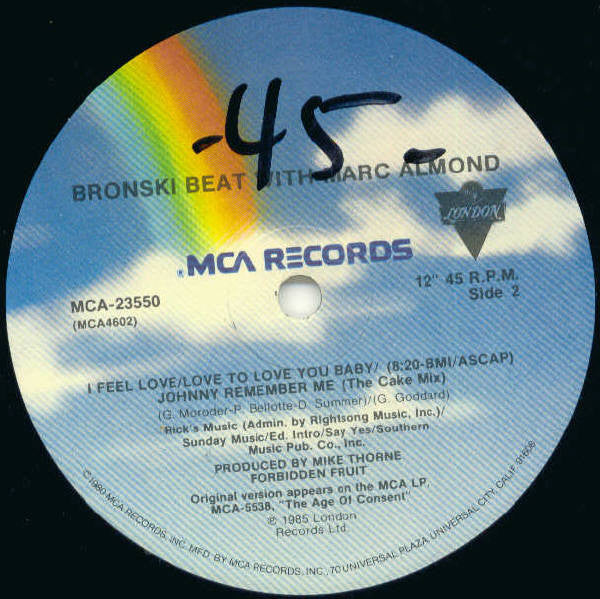 -45-
BRONSKI BEAT WITH MARC ALMOND
LONDON
MCA RECORDS
MCA-23550
(MCA4602)
12" 45 R.P.M.
Side 2
I FEEL LOVE/LOVE TO LOVE YOU BABY/ (8:20-BMI/ASCAP)
JOHNNY REMEMBER ME (The Cake Mix)
(G. Moroder-P. Bellotte-D. Summer)/(G. Goddard)
Rick's Music (Admin. by Rightsong Music, Inc.)/
Sunday Music/Ed. Intro/Say Yes/Southern
Music Pub. Co., Inc.
PRODUCED BY MIKE THORNE
FORBIDDEN FRUIT
Original version appears on the MCA LP,
MCA-5538, "The Age Of Consent"
℗ 1985 London
Records Ltd.
©1980 MCA RECORDS, INC. MFD. BY MCA RECORDS, INC., 70 UNIVERSAL PLAZA, UNIVERSAL CITY, CALIF. 91608